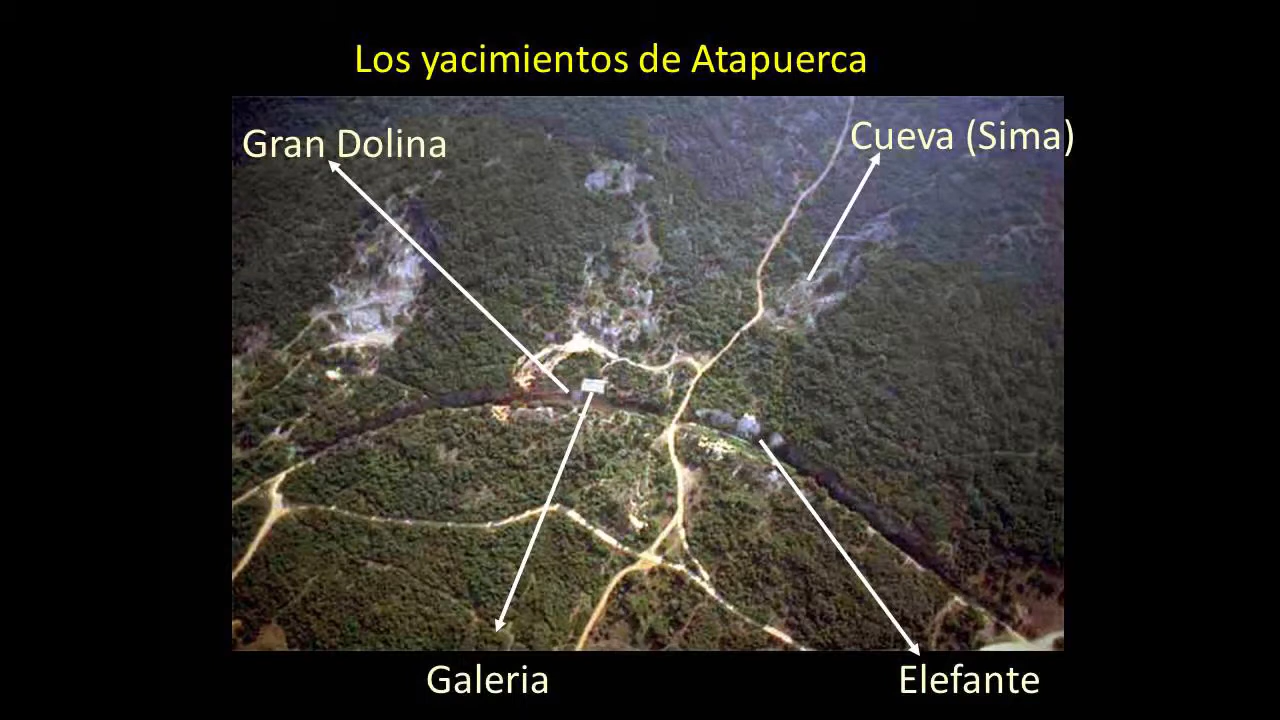 Los yacimientos de Atapuerca
Gran Dolina
Cueva (Sima)
Galeria
Elefante